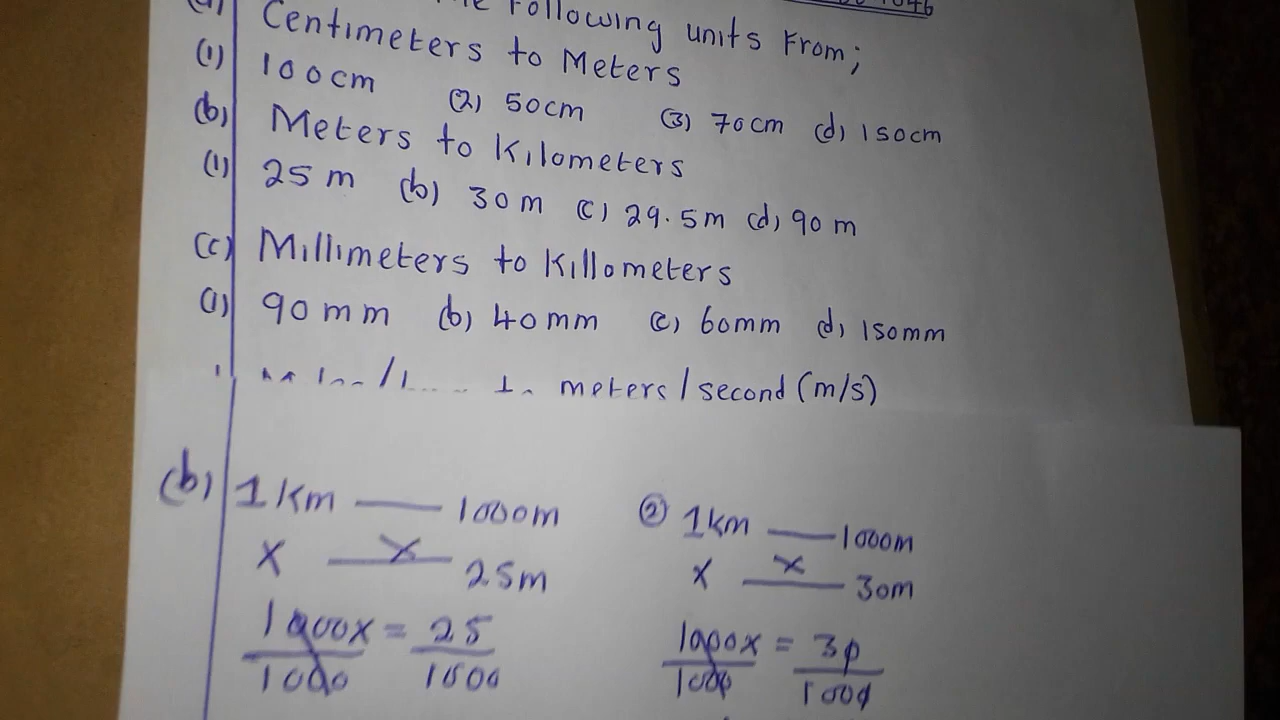 Following units From;
Centimeters to Meters
(1) 100cm (2) 50cm (3) 70cm d) 150cm
(b) Meters to Kilometers
(1) 25m (b) 30m (c) 29.5m (d) 90m
(c) Millimeters to Killometers
(1) 90mm (b) 40mm (c) 60mm d) 150mm
meters/second (m/s)
(b) 1Km — 1000m
x — 25m
x
1000x = 25
1000 1000
② 1km — 1000m
x — 30m
x
1000x = 30
1000 1000